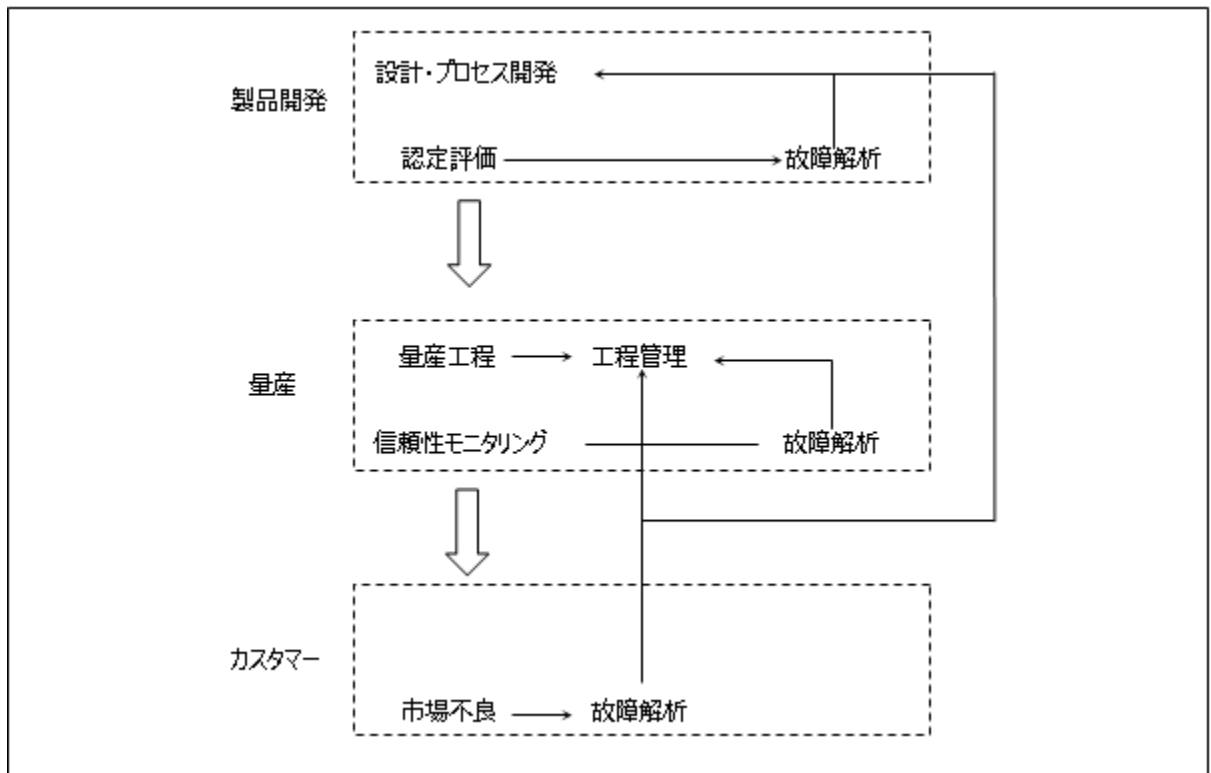 設計・プロセス開発
製品開発
認定評価
故障解析
量産工程
工程管理
量産
信頼性モニタリング
故障解析
カスタマー
市場不良
故障解析